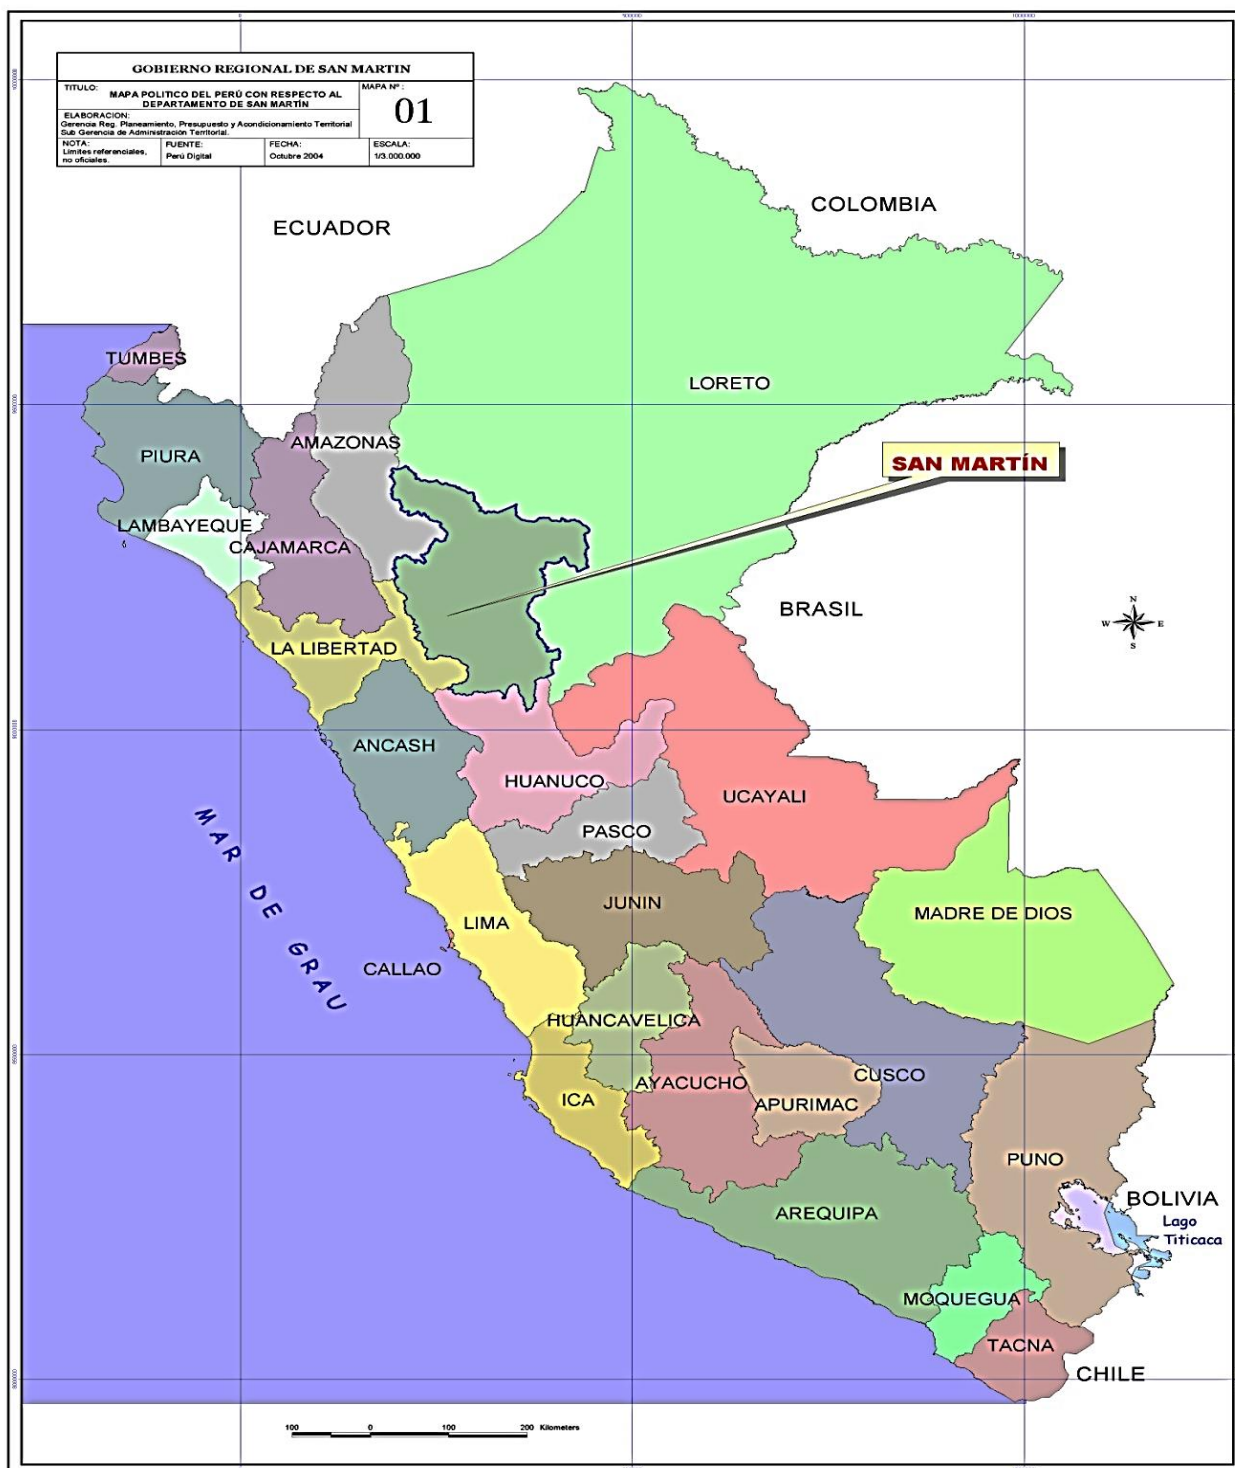 GOBIERNO REGIONAL DE SAN MARTIN
TITULO:
MAPA POLITICO DEL PERÚ CON RESPECTO AL
DEPARTAMENTO DE SAN MARTÍN
MAPA Nº :
01
ELABORACION:
Gerencia Reg. Planeamiento, Presupuesto y Acondicionamiento Territorial
Sub Gerencia de Administración Territorial.
NOTA:
Limites referenciales,
no oficiales.
FUENTE:
Perú Digital
FECHA:
Octubre 2004
ESCALA:
1/3.000.000
COLOMBIA
ECUADOR
TUMBES
LORETO
AMAZONAS
PIURA
SAN MARTÍN
LAMBAYEQUE
CAJAMARCA
BRASIL
N
W
E
S
LA LIBERTAD
ANCASH
HUANUCO
UCAYALI
PASCO
MAR DE GRAU
JUNIN
MADRE DE DIOS
LIMA
CALLAO
HUANCAVELICA
CUSCO
AYACUCHO
ICA
APURIMAC
PUNO
BOLIVIA
AREQUIPA
Lago
Titicaca
MOQUEGUA
TACNA
CHILE
100 0 100 200 Kilometers